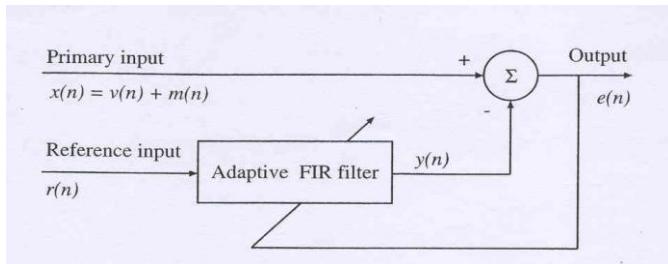 Primary input
+
Output
Σ
x(n) = v(n) + m(n)
e(n)
-
Reference input
y(n)
Adaptive FIR filter
r(n)